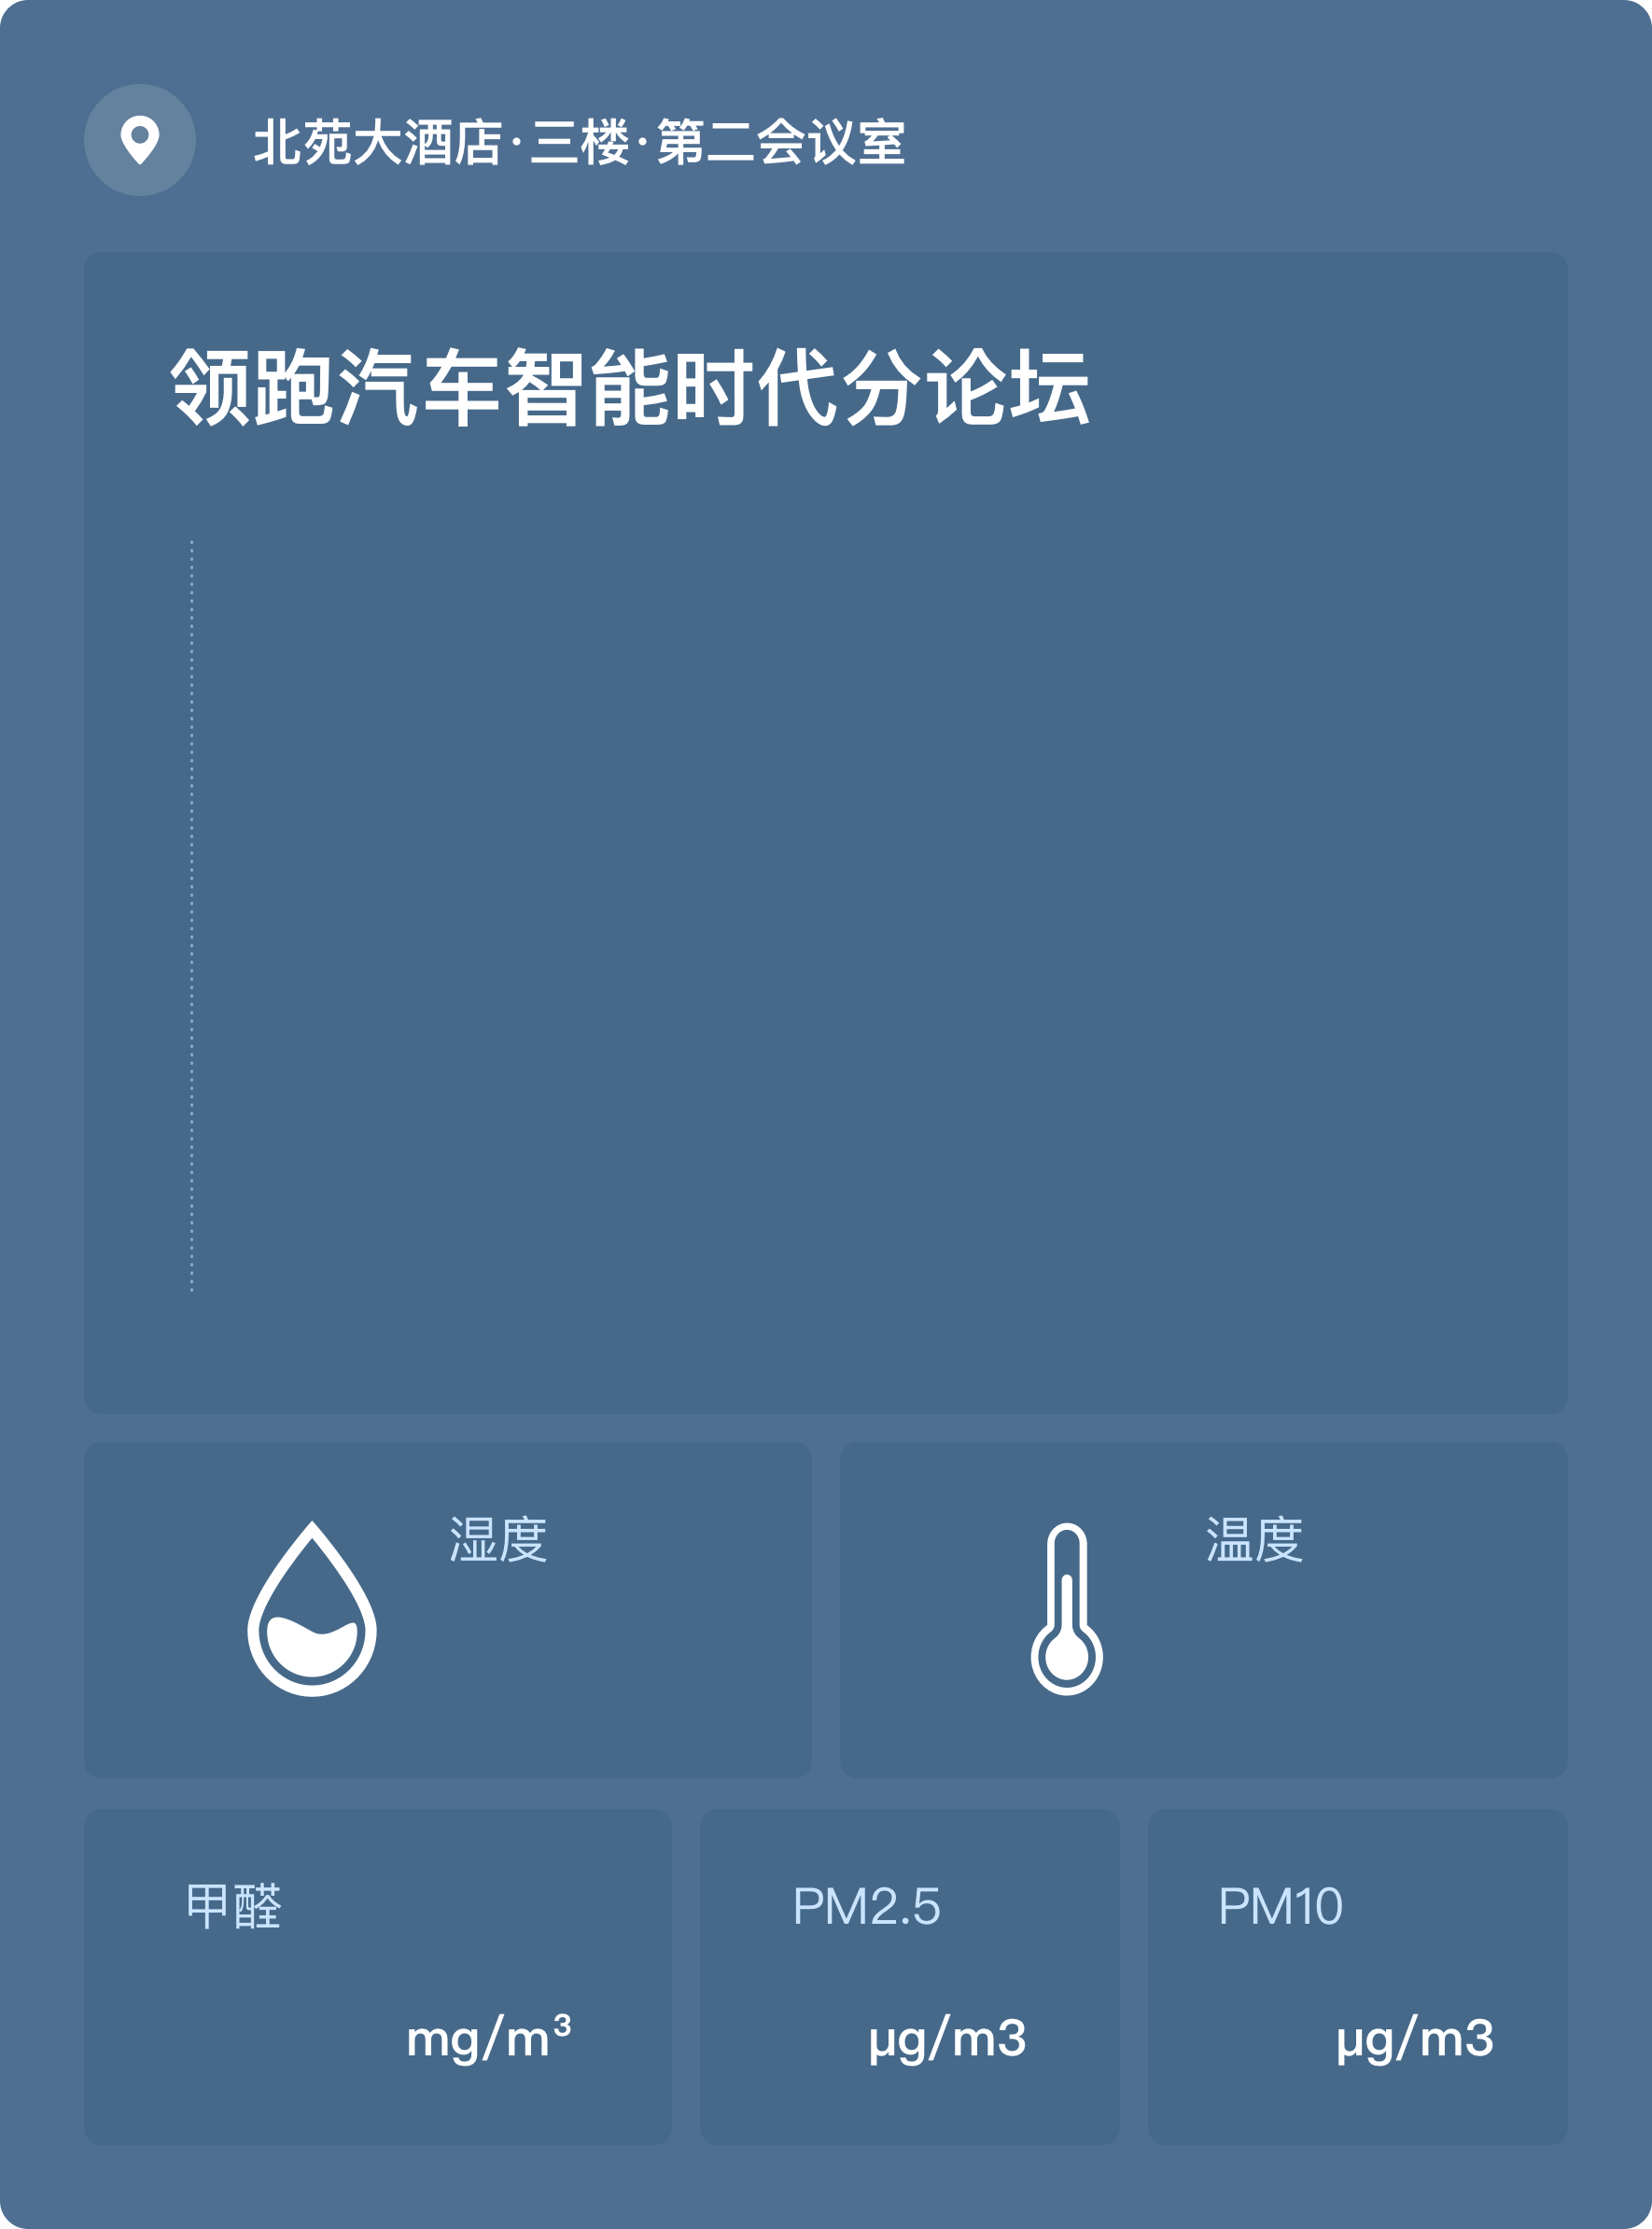 北苑大酒店·三楼·第二会议室
领跑汽车智能时代分论坛
湿度
温度
甲醛
PM2.5
PM10
mg/m³
μg/m3
μg/m3